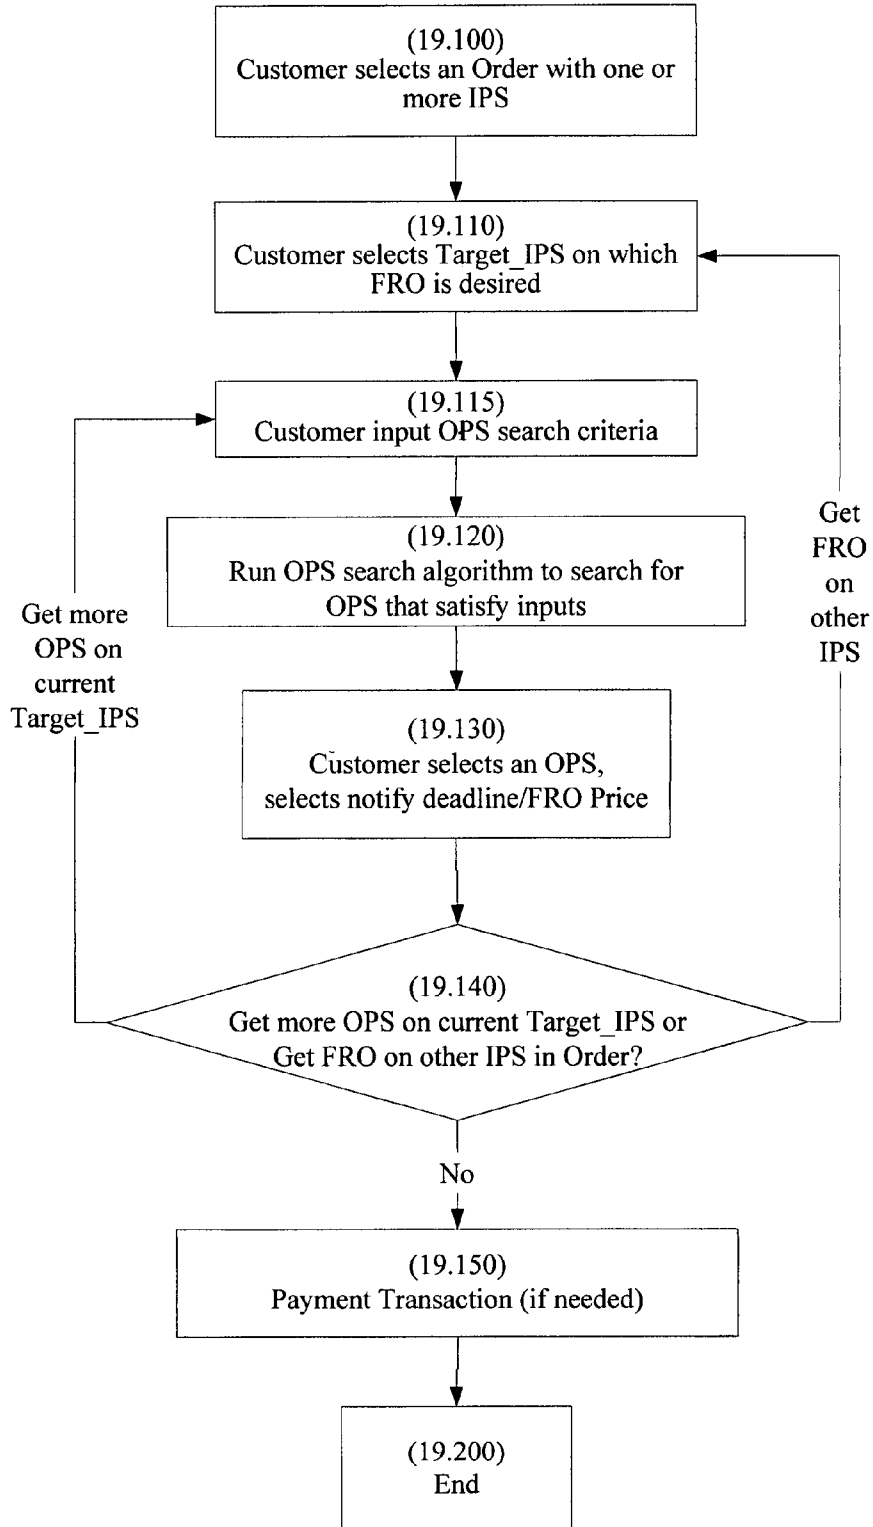 (19.100)
Customer selects an Order with one or
more IPS
(19.110)
Customer selects Target_IPS on which
FRO is desired
(19.115)
Customer input OPS search criteria
(19.120)
Run OPS search algorithm to search for
OPS that satisfy inputs
(19.130)
Customer selects an OPS,
selects notify deadline/FRO Price
(19.140)
Get more OPS on current Target_IPS or
Get FRO on other IPS in Order?
Get more
OPS on
current
Target_IPS
Get
FRO
on
other
IPS
No
(19.150)
Payment Transaction (if needed)
(19.200)
End